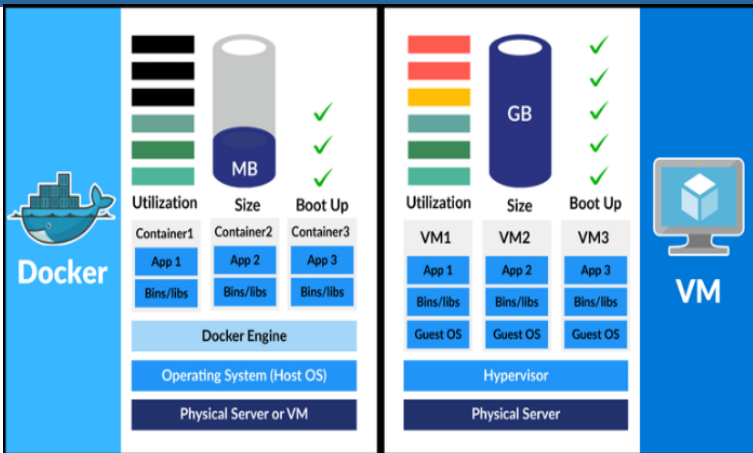 MB
Utilization
Size
Boot Up
Container1
Container2
Container3
App 1
App 2
App 3
Bins/libs
Bins/libs
Bins/libs
Docker Engine
Operating System (Host OS)
Physical Server or VM
Docker
GB
Utilization
Size
Boot Up
VM1
VM2
VM3
App 1
App 2
App 3
Bins/libs
Bins/libs
Bins/libs
Guest OS
Guest OS
Guest OS
Hypervisor
Physical Server
VM